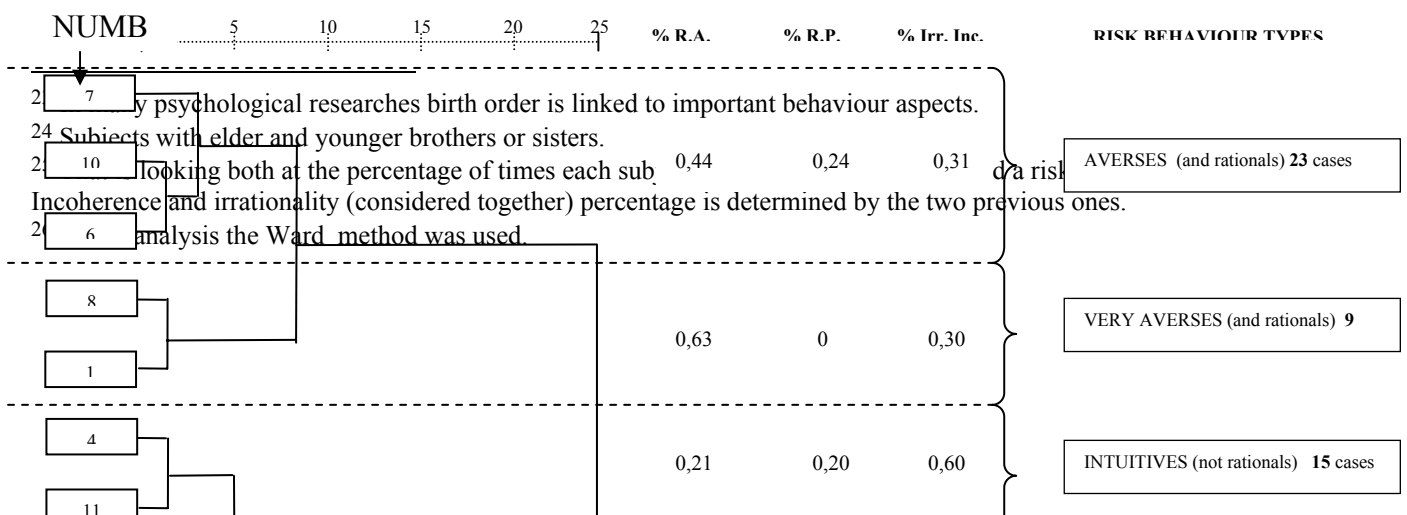 NUMB
5 10 15 20 25 % R.A. % R.P. % Irr. Inc. RISK BEHAVIOUR TYPES
7
psychological researches birth order is linked to important behaviour aspects.
24 Subjects with elder and younger brothers or sisters.
10 looking both at the percentage of times each 0,44 0,24 0,31 a AVERSES (and rationals) 23 cases
Incoherence and irrationality (considered together) percentage is determined by the two previous ones.
6 analysis the Ward method was used.
8
VERY AVERSES (and rationals) 9
0,63 0 0,30
1
4
0,21 0,20 0,60 INTUITIVES (not rationals) 15 cases
11